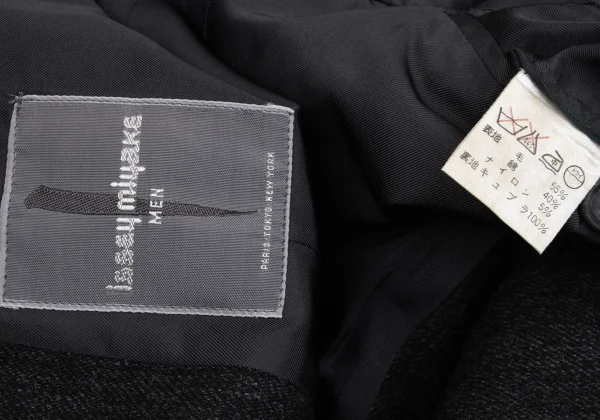 issey miyake
MEN
PARIS·TOKYO·NEW YORK
表地 毛 55%
綿 40%
ナイロン 5%
裏地 キュプラ 100%